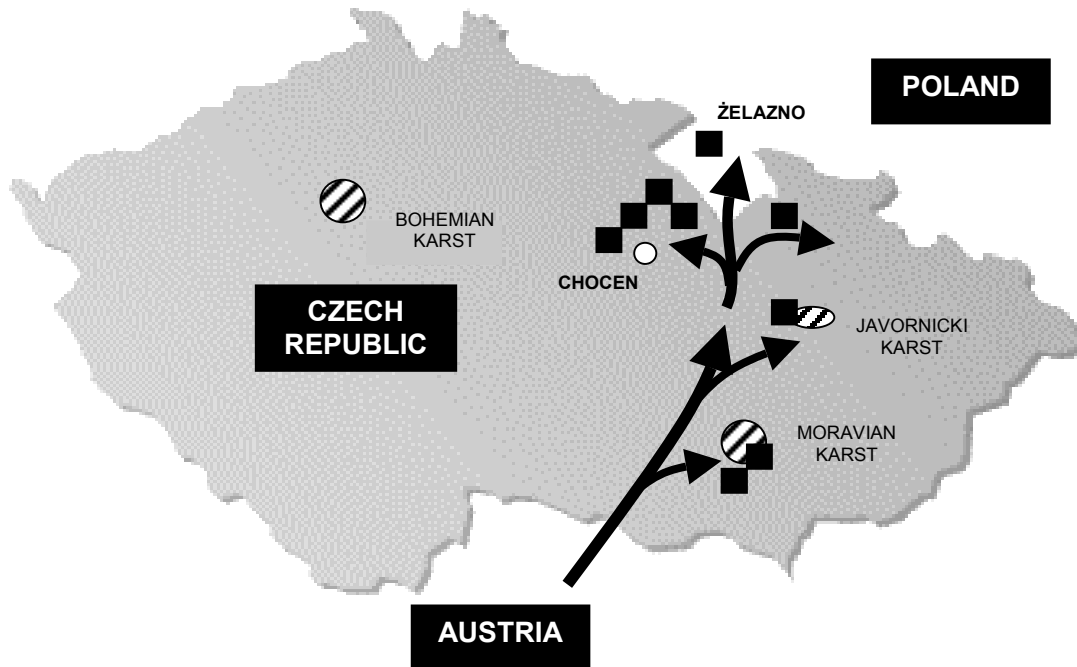 POLAND
ŻELAZNO
BOHEMIAN
KARST
CHOCEN
CZECH
REPUBLIC
JAVORNICKI
KARST
MORAVIAN
KARST
AUSTRIA